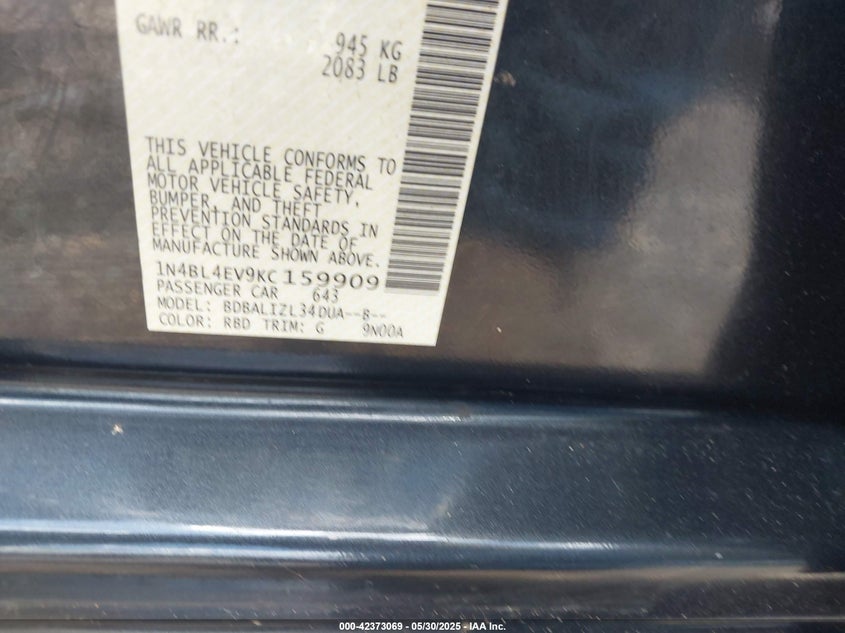 GAWR RR.: 945 KG
2083 LB
THIS VEHICLE CONFORMS TO
ALL APPLICABLE FEDERAL
MOTOR VEHICLE SAFETY,
BUMPER, AND THEFT
PREVENTION STANDARDS IN
EFFECT ON THE DATE OF
MANUFACTURE SHOWN ABOVE.
1N4BL4EV9KC159909
PASSENGER CAR 643
MODEL: BDBALIZL34DUA--B--
COLOR: RBD TRIM: G 9N00A
000-42373069 - 05/30/2025 - IAA Inc.